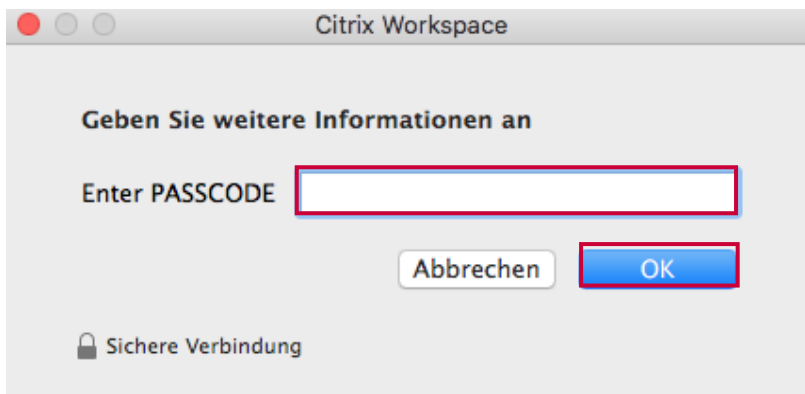 Citrix Workspace
Geben Sie weitere Informationen an
Enter PASSCODE
Abbrechen OK
Sichere Verbindung